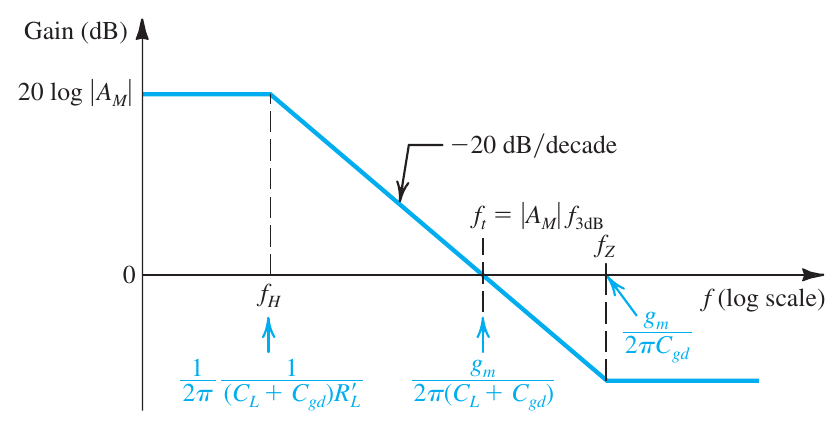 Gain (dB)
20 log |A_M|
−20 dB/decade
f_t = |A_M| f_3dB
f_Z
0
f_H
f (log scale)
g_m / 2πC_gd
1/2π 1/((C_L + C_gd)R′_L)
g_m / 2π(C_L + C_gd)